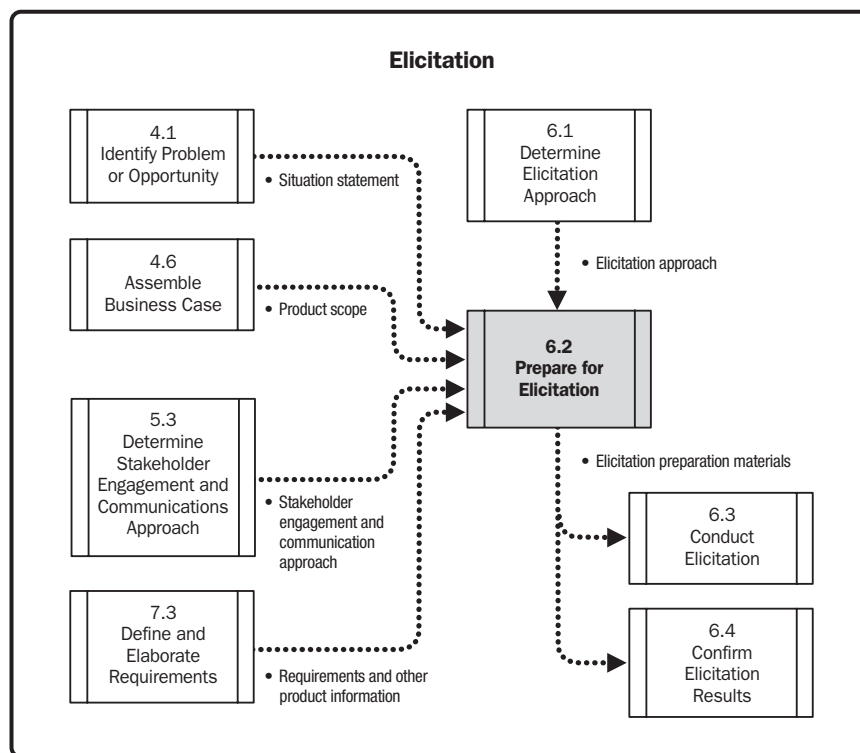 Elicitation
4.1
Identify Problem
or Opportunity
• Situation statement
6.1
Determine
Elicitation
Approach
• Elicitation approach
4.6
Assemble
Business Case
• Product scope
6.2
Prepare for
Elicitation
5.3
Determine
Stakeholder
Engagement and
Communications
Approach
• Stakeholder
engagement and
communication
approach
• Elicitation preparation materials
6.3
Conduct
Elicitation
7.3
Define and
Elaborate
Requirements
• Requirements and other
product information
6.4
Confirm
Elicitation
Results